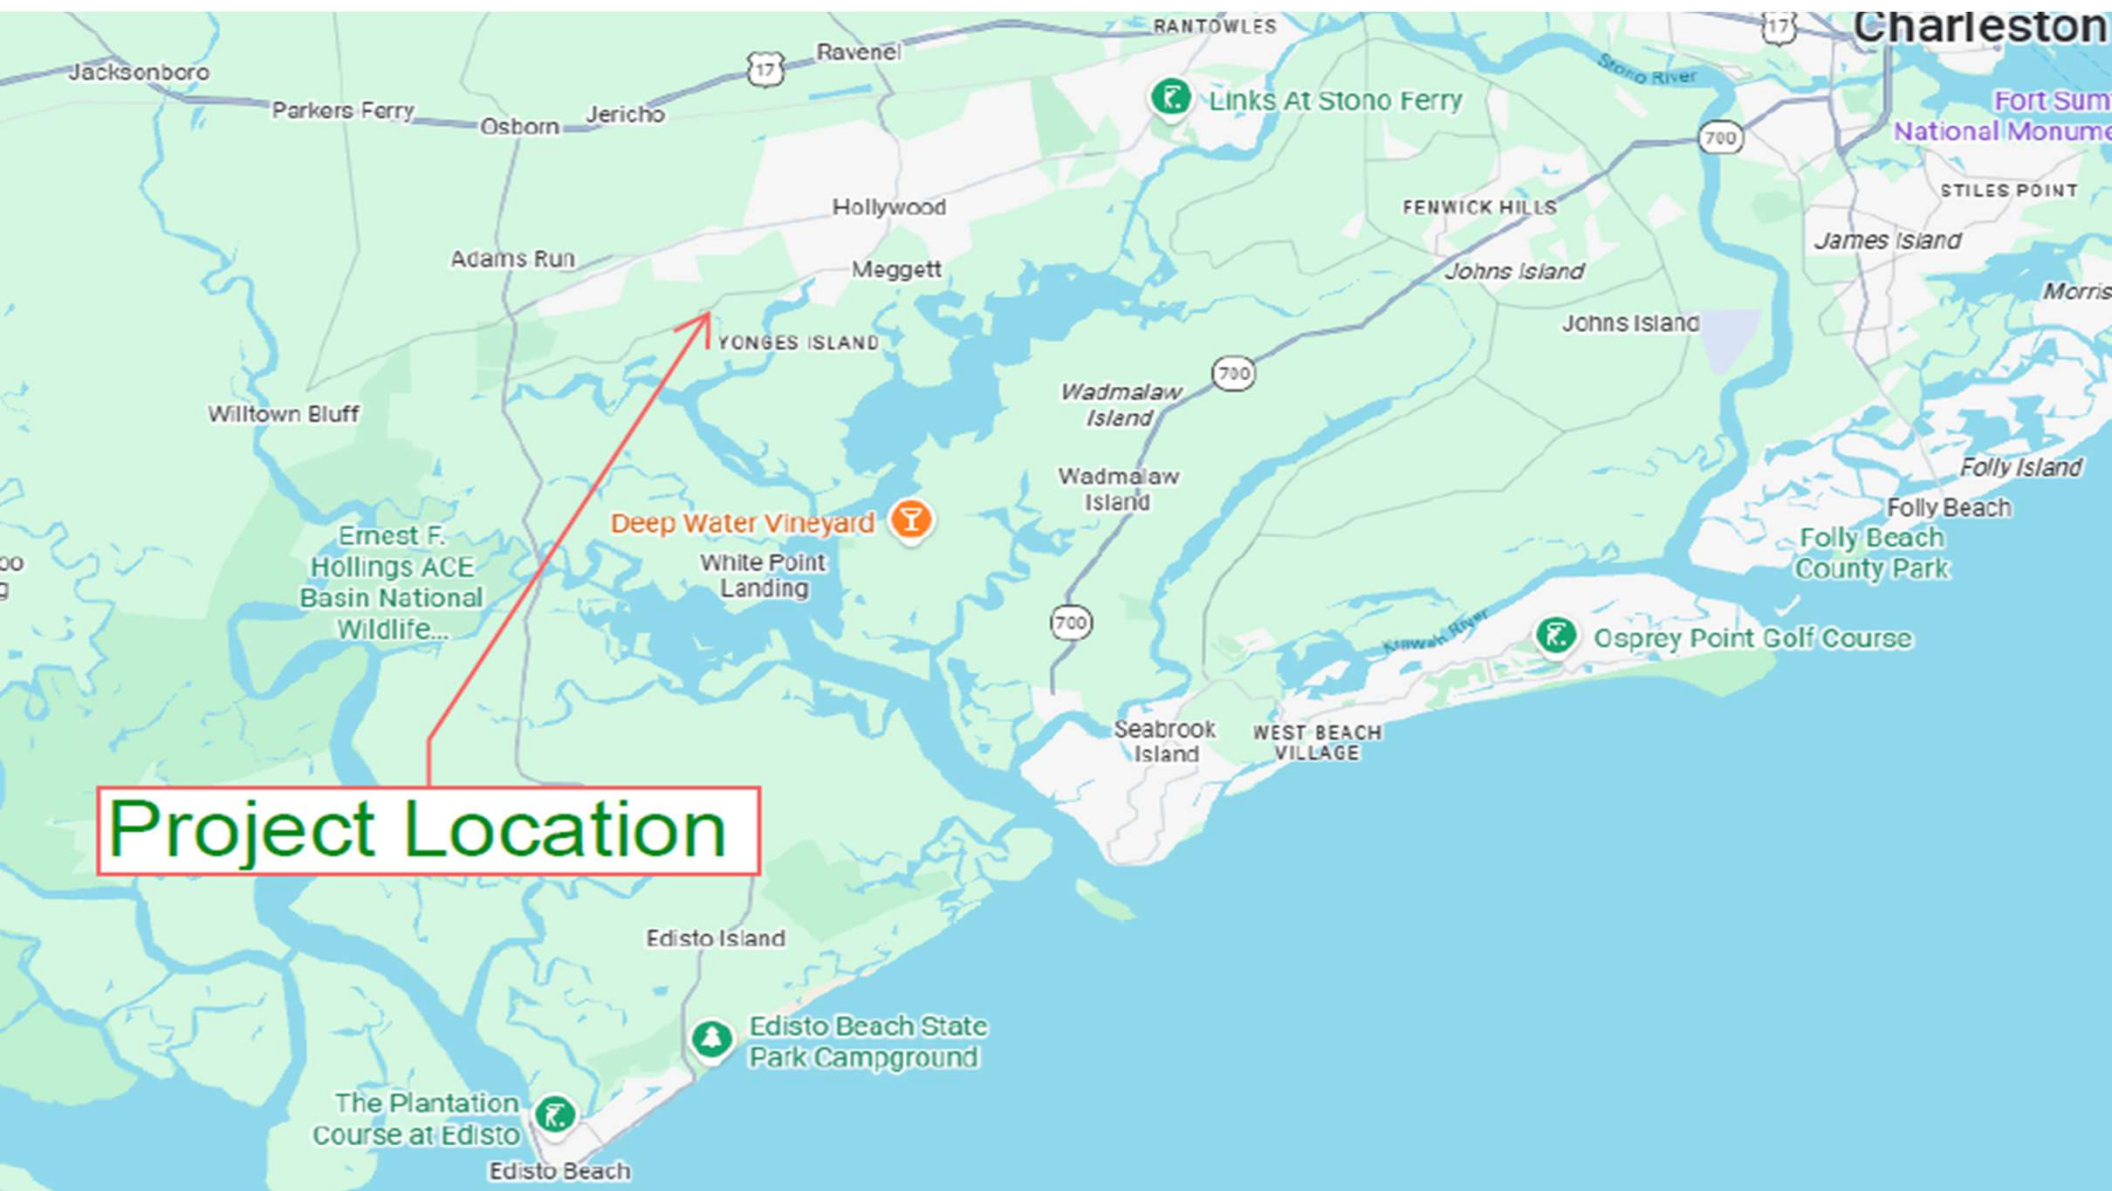 RANTOWLES
17
Charleston
Ravenel
Jacksonboro
17
Stono River
Parkers Ferry
Osborn
Jericho
Links At Stono Ferry
Fort Sum
National Monume
700
STILES POINT
Hollywood
FENWICK HILLS
James Island
Adams Run
Meggett
Johns Island
Morris
Johns Island
YONGES ISLAND
700
Wadmalaw
Island
Willtown Bluff
Wadmalaw
Island
Folly Island
Folly Beach
Deep Water Vineyard
Ernest F.
Hollings ACE
Basin National
Wildlife...
White Point
Landing
Folly Beach
County Park
700
Kiawah River
Osprey Point Golf Course
Seabrook
Island
WEST BEACH
VILLAGE
Project Location
Edisto Island
Edisto Beach State
Park Campground
The Plantation
Course at Edisto
Edisto Beach